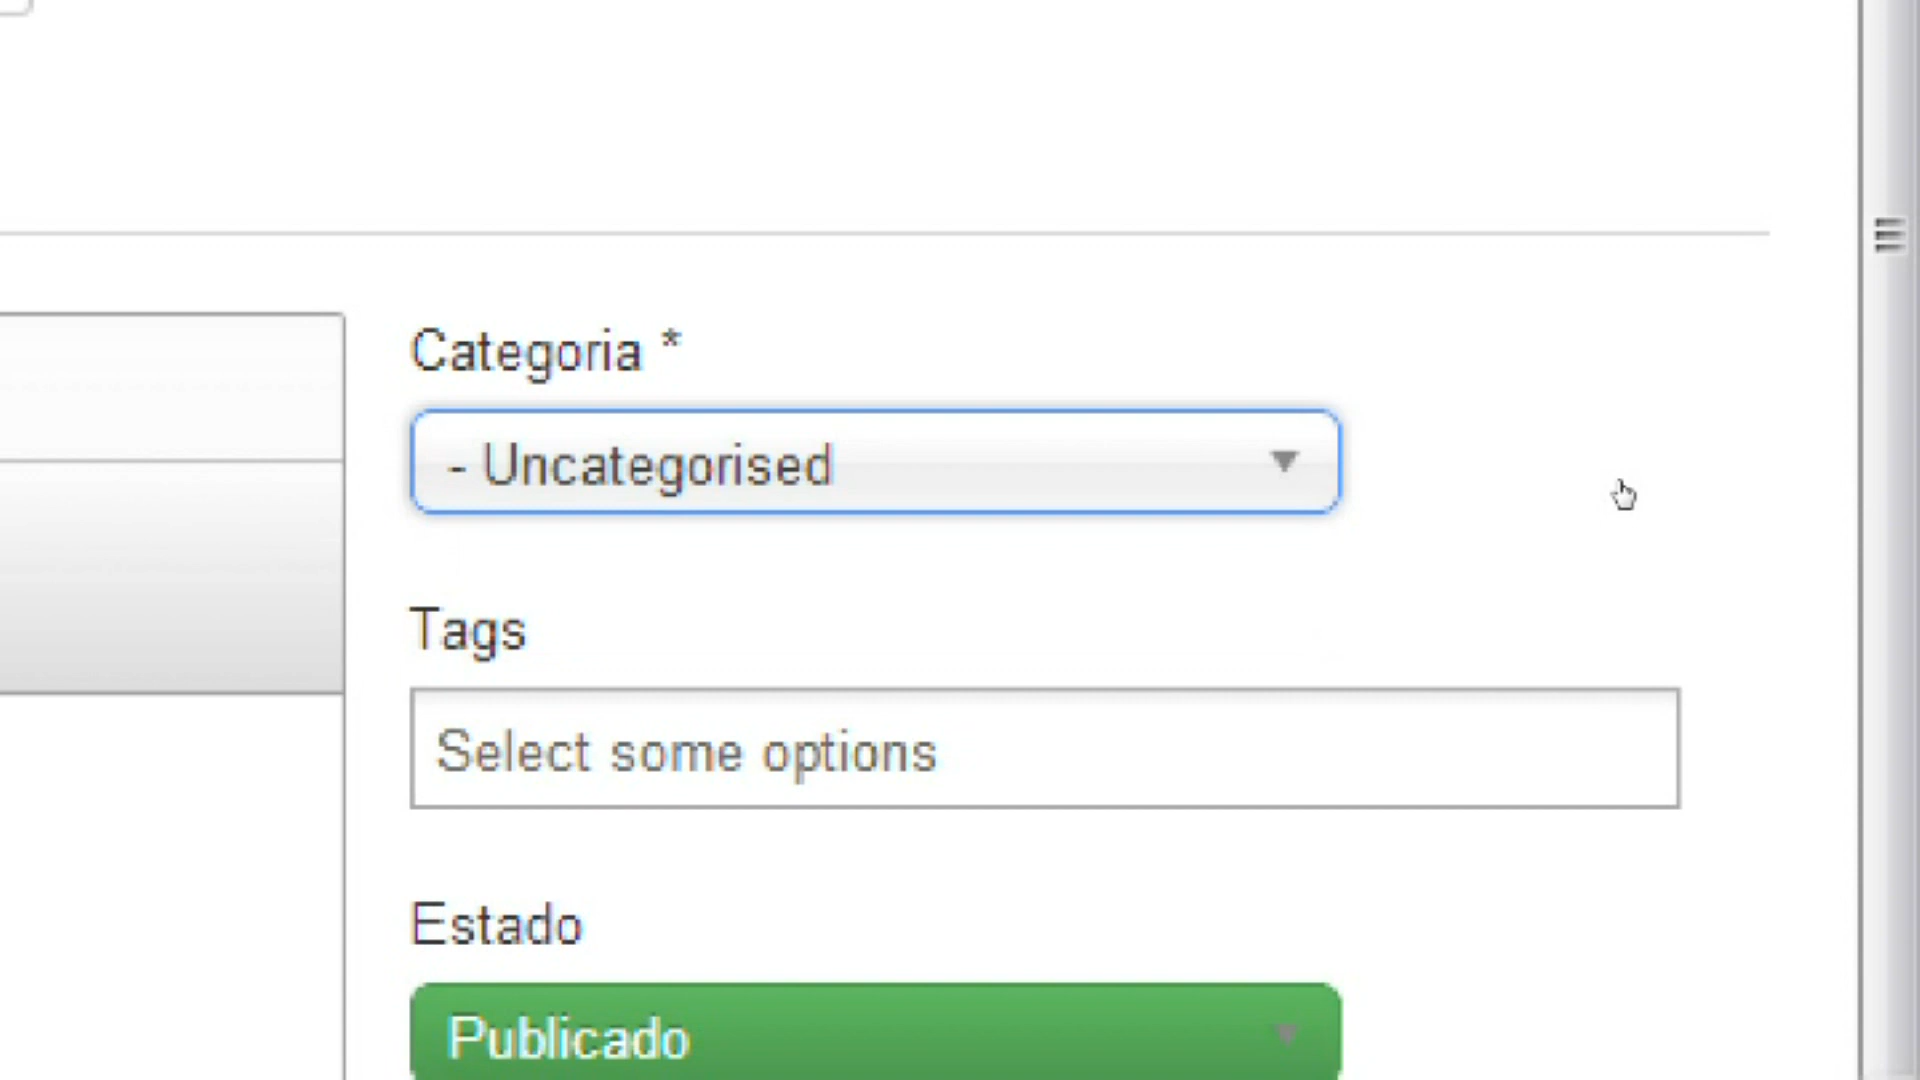 Categoria *
- Uncategorised
Tags
Select some options
Estado
Publicado